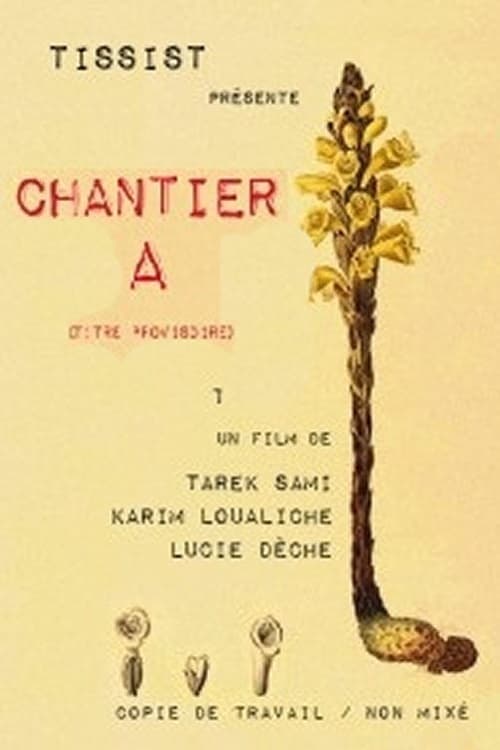 TISSIST
PRÉSENTE
CHANTIER
A
(TITRE PROVISOIRE)
1
UN FILM DE
TAREK SAMI
KARIM LOUALICHE
LUCIE DÈCHE
COPIE DE TRAVAIL / NON MIXÉ